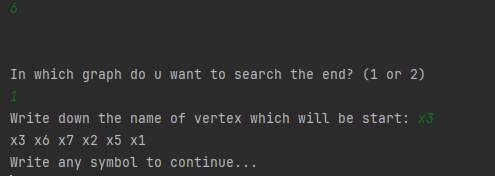 6
In which graph do u want to search the end? (1 or 2)
1
Write down the name of vertex which will be start: x3
x3 x6 x7 x2 x5 x1
Write any symbol to continue...